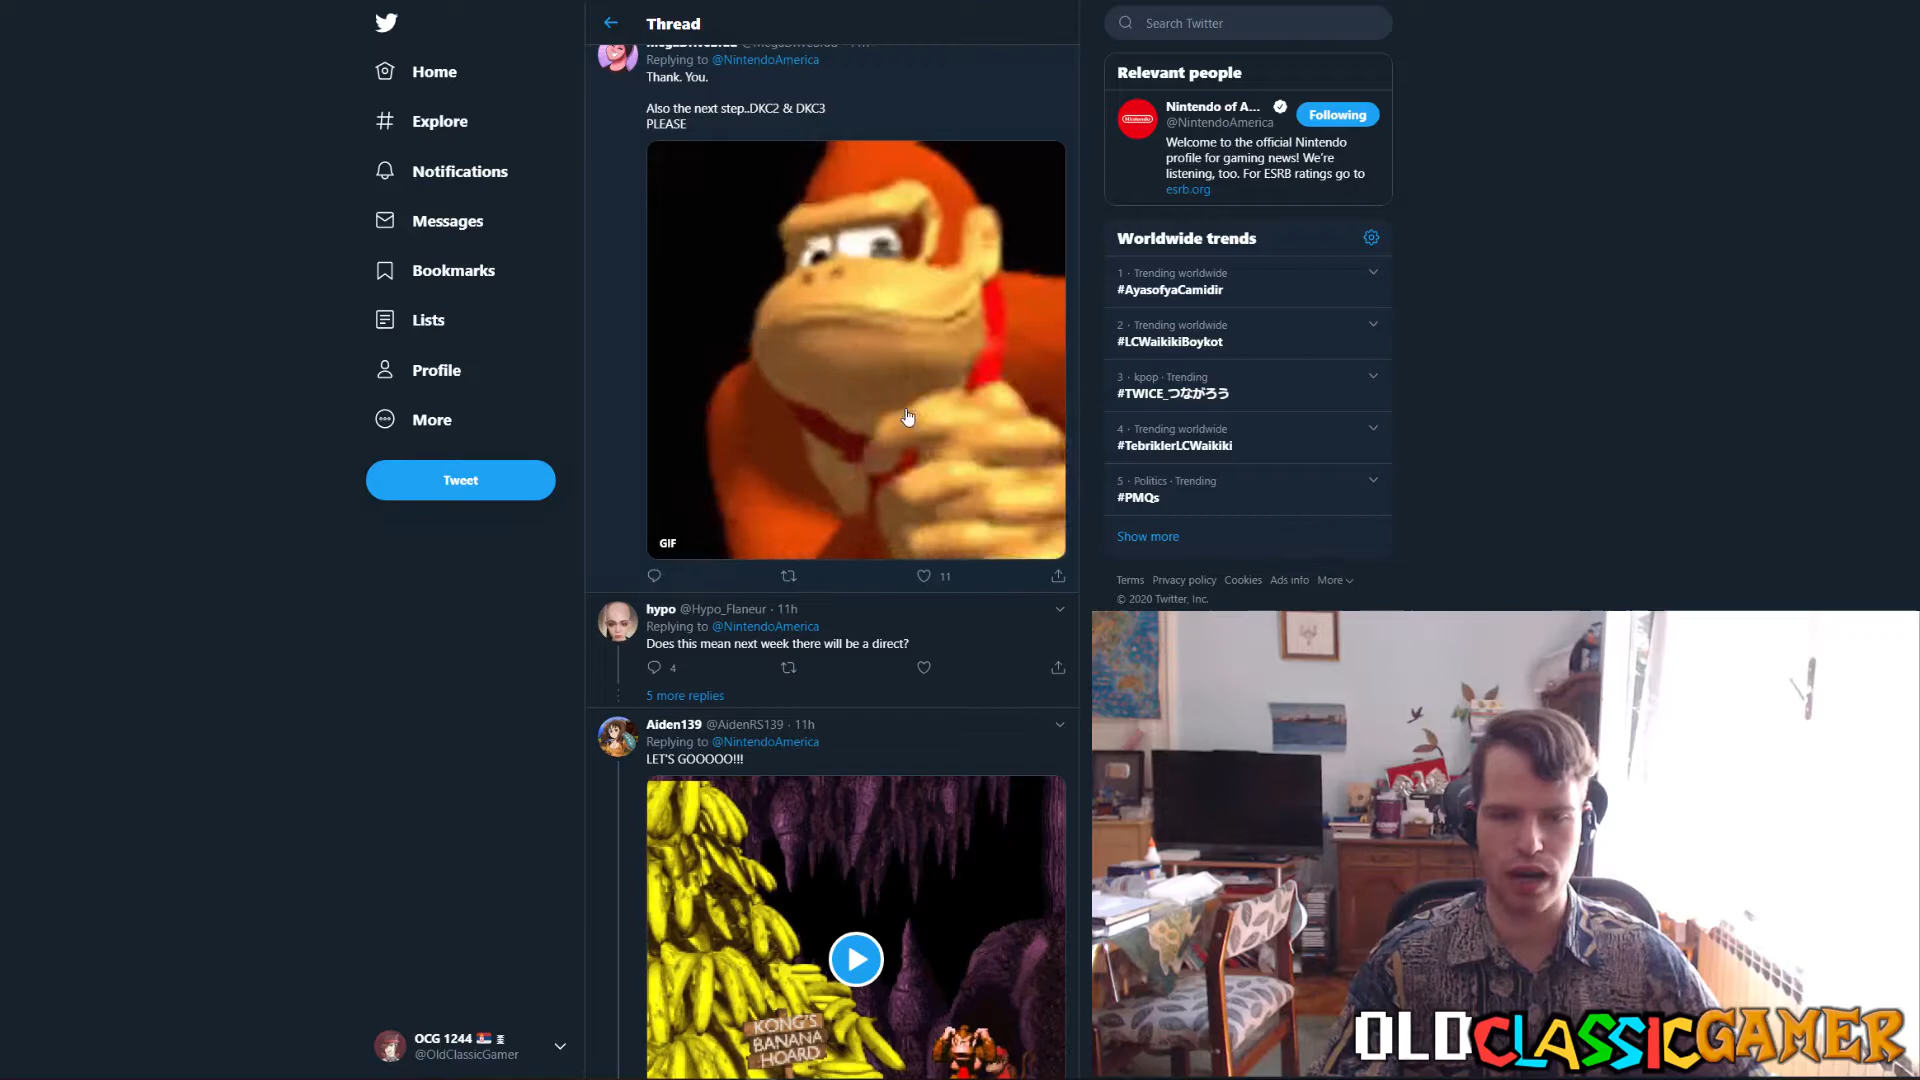 Home
Explore
Notifications
Messages
Bookmarks
Lists
Profile
More
Tweet
OCG 1244
@OldClassicGamer
Thread
Replying to @NintendoAmerica
Thank. You.
Also the next step..DKC2 & DKC3
PLEASE
GIF
11
hypo @Hypo_Flaneur · 11h
Replying to @NintendoAmerica
Does this mean next week there will be a direct?
4
5 more replies
Aiden139 @AidenRS139 · 11h
Replying to @NintendoAmerica
LET'S GOOOOO!!!
KONG'S
BANANA
HOARD
Search Twitter
Relevant people
Nintendo of A...
Following
@NintendoAmerica
Welcome to the official Nintendo
profile for gaming news! We're
listening, too. For ESRB ratings go to
esrb.org
Worldwide trends
1 · Trending worldwide
#AyasofyaCamidir
2 · Trending worldwide
#LCWaikikiBoykot
3 · kpop · Trending
#TWICE_つながろう
4 · Trending worldwide
#TebriklerLCWaikiki
5 · Politics · Trending
#PMQs
Show more
Terms Privacy policy Cookies Ads info More
© 2020 Twitter, Inc.
OLDCLASSICGAMER